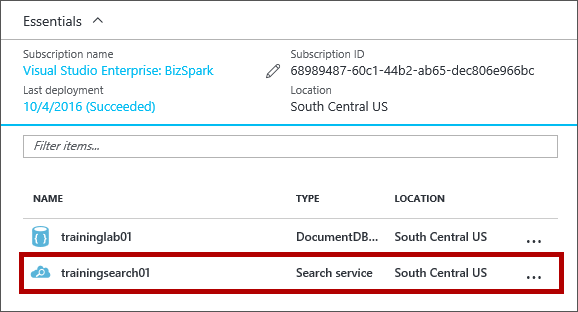 Essentials
Subscription name Subscription ID
Visual Studio Enterprise: BizSpark 68989487-60c1-44b2-ab65-dec806e966bc
Last deployment Location
10/4/2016 (Succeeded) South Central US
Filter items...
NAME TYPE LOCATION
traininglab01 DocumentDB... South Central US ...
trainingsearch01 Search service South Central US ...